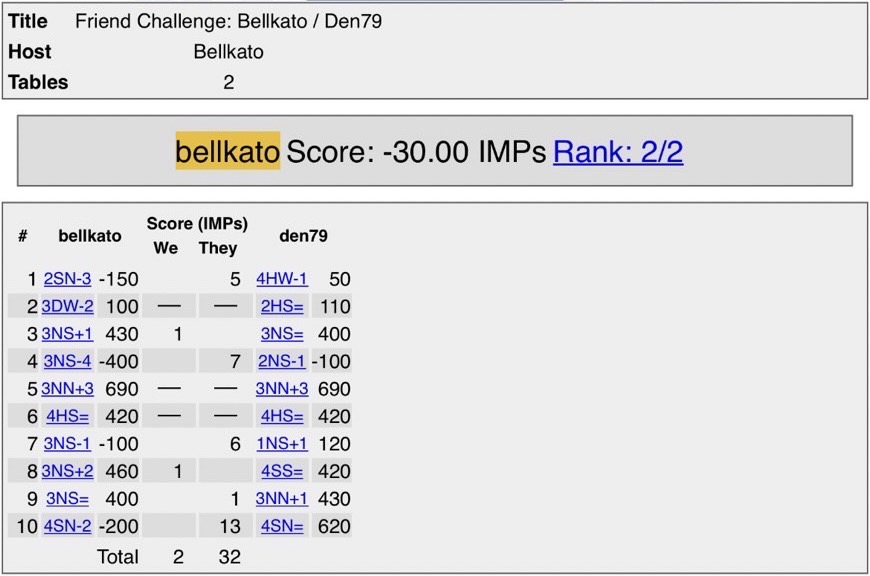 Title Friend Challenge: Bellkato / Den79
Host Bellkato
Tables 2
bellkato Score: -30.00 IMPs Rank: 2/2
# bellkato Score (IMPs) den79
We They
1 2SN-3 -150 5 4HW-1 50
2 3DW-2 100 — — 2HS= 110
3 3NS+1 430 1 3NS= 400
4 3NS-4 -400 7 2NS-1 -100
5 3NN+3 690 — — 3NN+3 690
6 4HS= 420 — — 4HS= 420
7 3NS-1 -100 6 1NS+1 120
8 3NS+2 460 1 4SS= 420
9 3NS= 400 1 3NN+1 430
10 4SN-2 -200 13 4SN= 620
Total 2 32